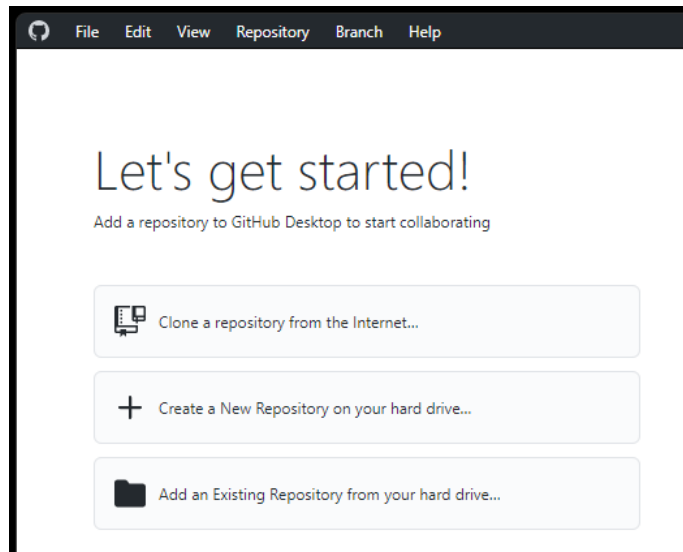 File Edit View Repository Branch Help
Let's get started!
Add a repository to GitHub Desktop to start collaborating
Clone a repository from the Internet...
Create a New Repository on your hard drive...
Add an Existing Repository from your hard drive...